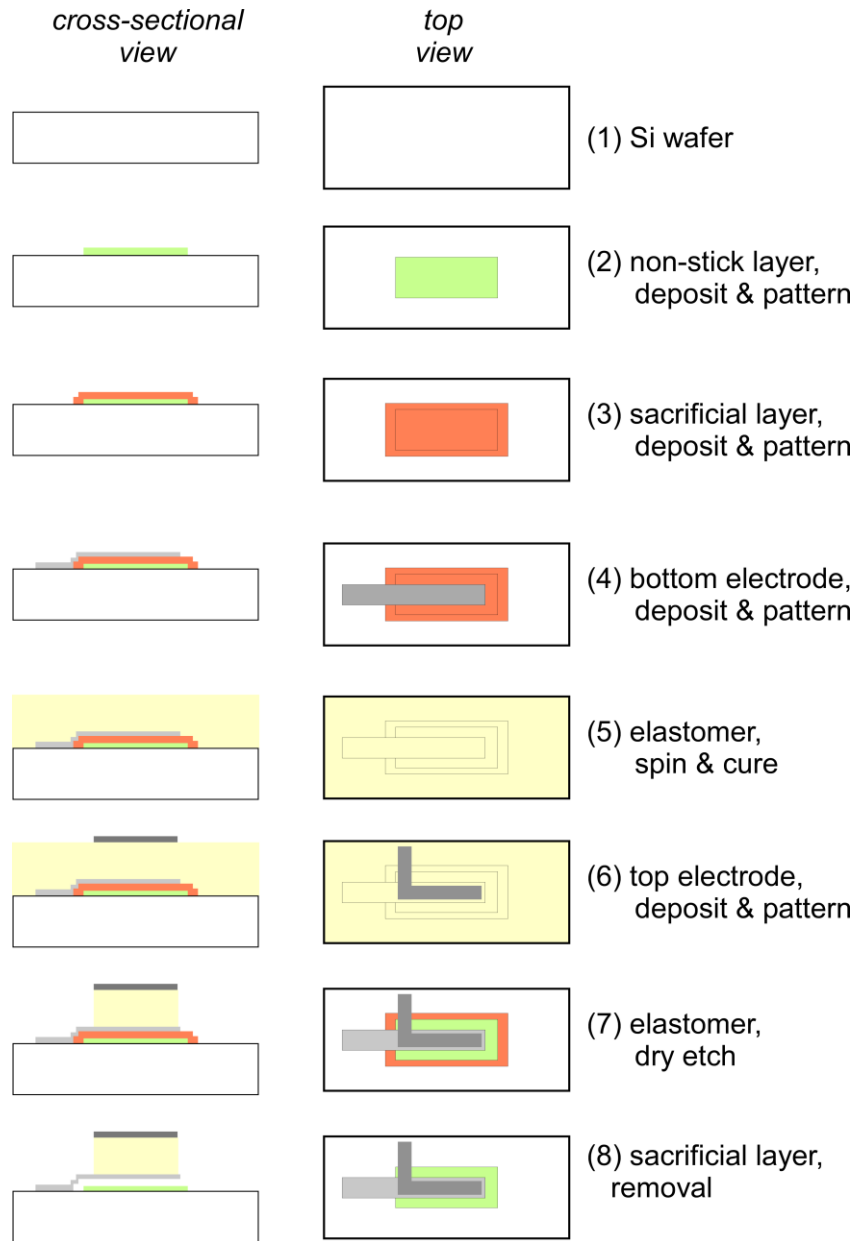 cross-sectional
view
top
view
(1) Si wafer
(2) non-stick layer,
deposit & pattern
(3) sacrificial layer,
deposit & pattern
(4) bottom electrode,
deposit & pattern
(5) elastomer,
spin & cure
(6) top electrode,
deposit & pattern
(7) elastomer,
dry etch
(8) sacrificial layer,
removal